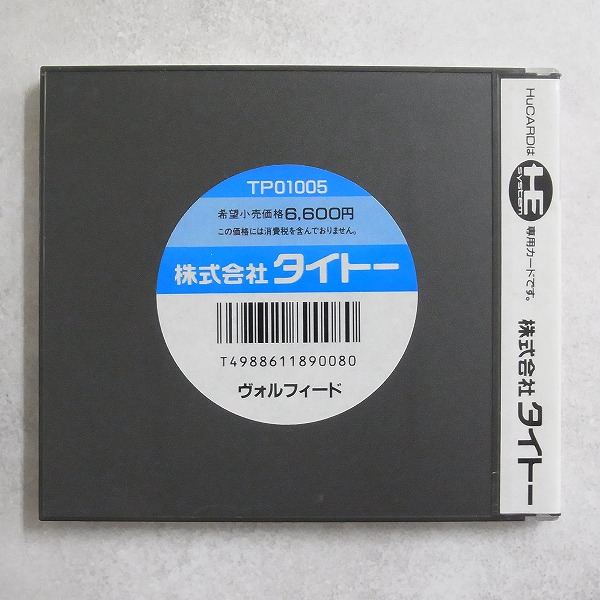 TP01005
希望小売価格6,600円
この価格には消費税を含んでおりません。
株式会社 タイトー
T4988611890080
ヴォルフィード
HuCARDは HE SYSTEM 専用カードです。 株式会社 タイトー